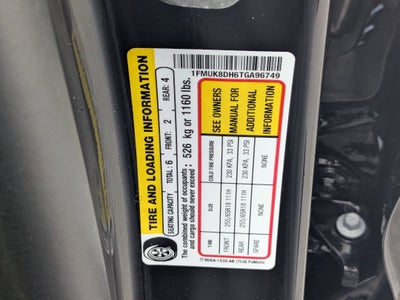 1FMUK8DH6TGA96749
TIRE AND LOADING INFORMATION
SEATING CAPACITY TOTAL: 6 FRONT: 2 REAR: 4
The combined weight of occupants : 526 kg or 1160 lbs.
and cargo should never exceed :
TIRE SIZE COLD TIRE PRESSURE
FRONT 255/65R18 111H 230 KPA, 33 PSI
REAR 255/65R18 111H 230 KPA, 33 PSI
SPARE NONE NONE
SEE OWNERS
MANUAL FOR
ADDITIONAL
INFORMATION